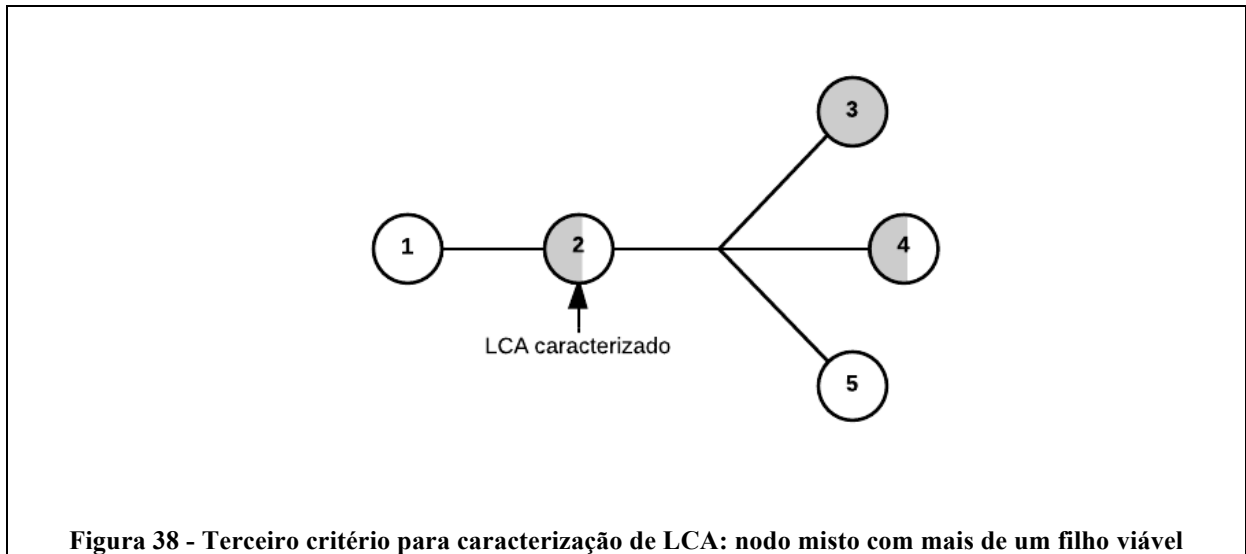 3
1
2
4
LCA caracterizado
5
Figura 38 - Terceiro critério para caracterização de LCA: nodo misto com mais de um filho viável